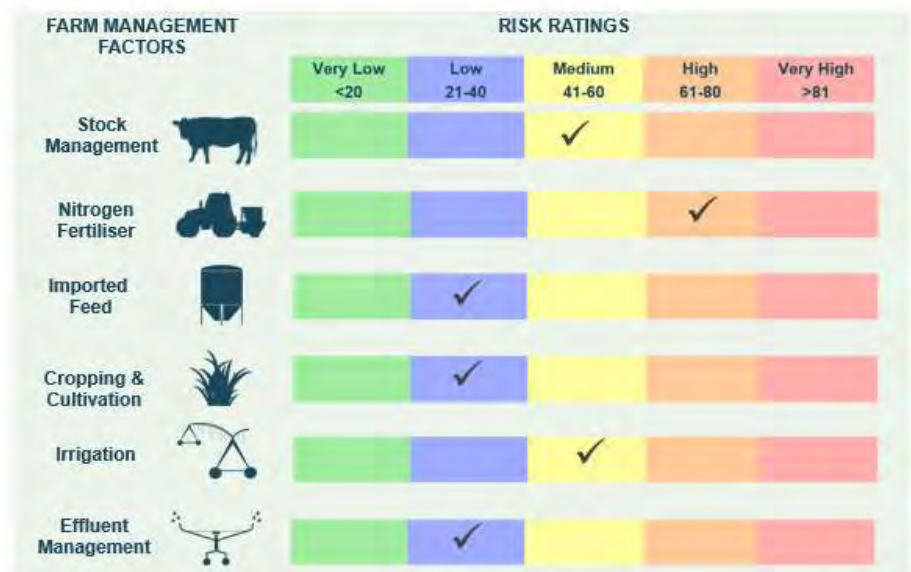 FARM MANAGEMENT
FACTORS
RISK RATINGS
Very Low
<20
Low
21-40
Medium
41-60
High
61-80
Very High
>81
Stock
Management
Nitrogen
Fertiliser
Imported
Feed
Cropping &
Cultivation
Irrigation
Effluent
Management